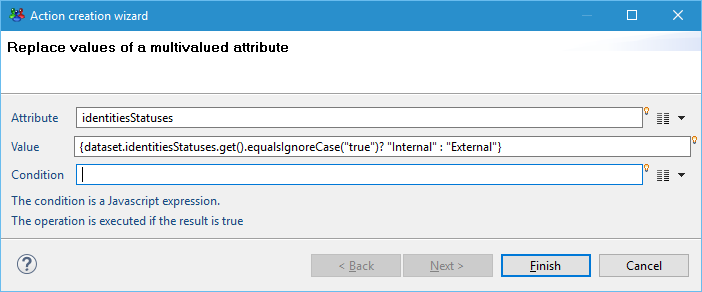 Action creation wizard
Replace values of a multivalued attribute
Attribute identitiesStatuses
Value {dataset.identitiesStatuses.get().equalsIgnoreCase("true")? "Internal" : "External"}
Condition
The condition is a Javascript expression.
The operation is executed if the result is true
? < Back Next > Finish Cancel